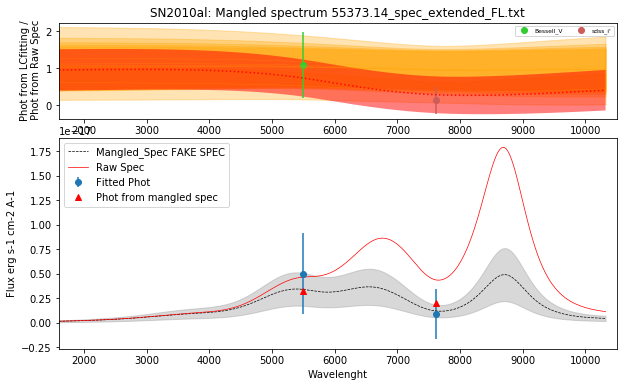 SN2010al: Mangled spectrum 55373.14_spec_extended_FL.txt
Phot from LCfitting /
Phot from Raw Spec
2
1
0
Bessell_V
sdss_i'
2000 3000 4000 5000 6000 7000 8000 9000 10000
1e−17
Flux erg s-1 cm-2 A-1
1.75
1.50
1.25
1.00
0.75
0.50
0.25
0.00
−0.25
Mangled_Spec FAKE SPEC
Raw Spec
Fitted Phot
Phot from mangled spec
2000 3000 4000 5000 6000 7000 8000 9000 10000
Wavelenght